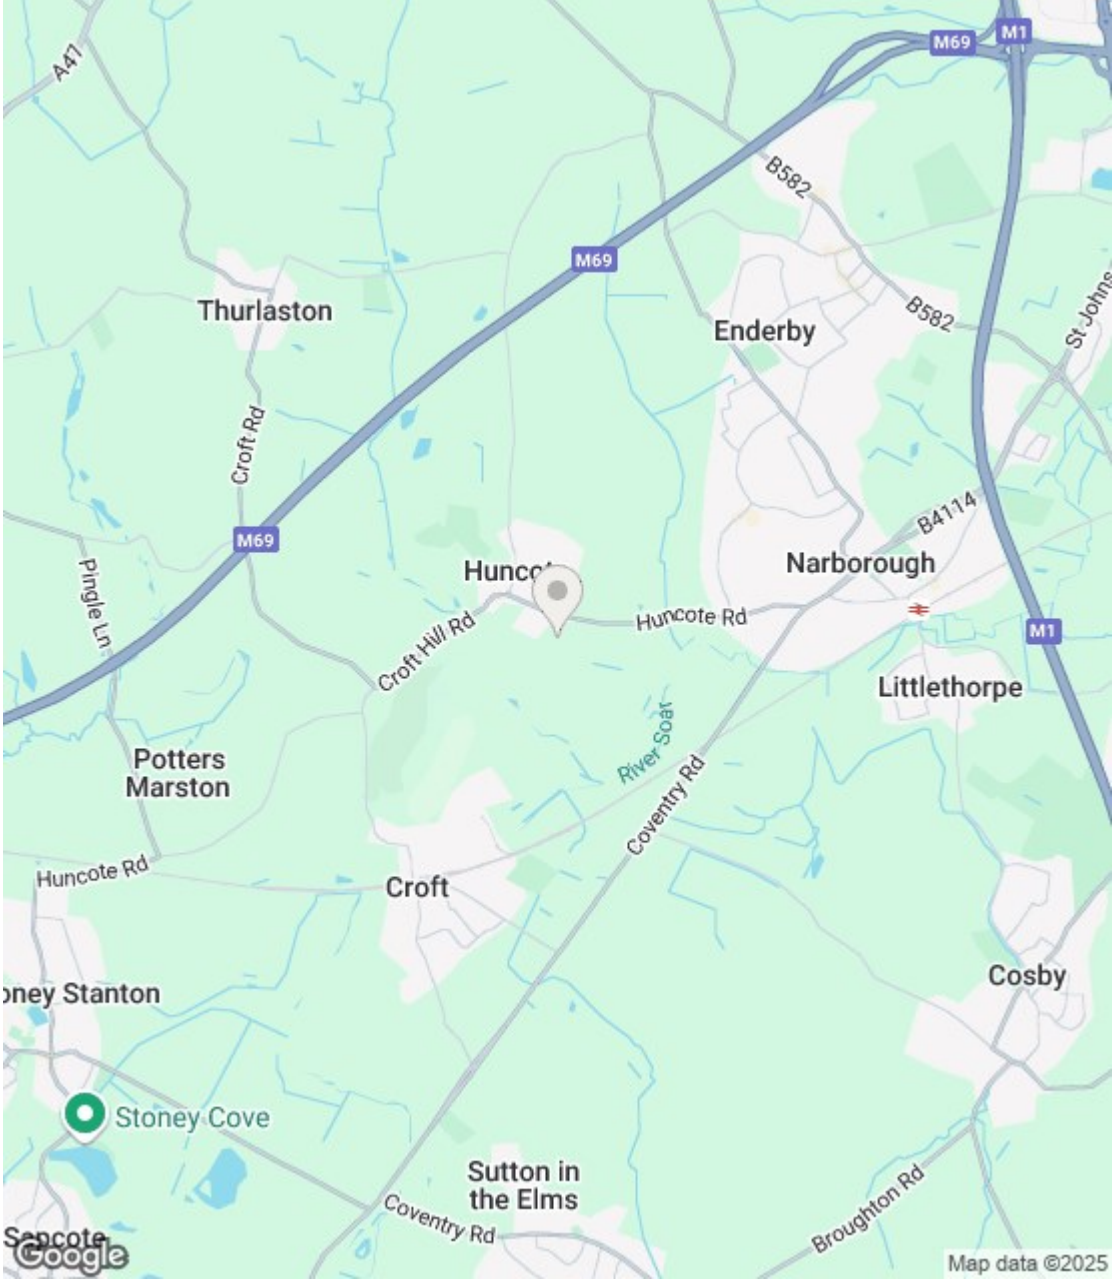 M1
M69
A47
B582
M69
Thurlaston
B582
St Johns
Enderby
Croft Rd
B4114
M69
Pingle Ln
Narborough
Huncote Rd
Croft Hill Rd
M1
Littlethorpe
River Soar
Potters
Marston
Coventry Rd
Huncote Rd
Croft
Cosby
oney Stanton
Stoney Cove
Sutton in
the Elms
Coventry Rd
Broughton Rd
Sapcote
Google
Map data ©2025